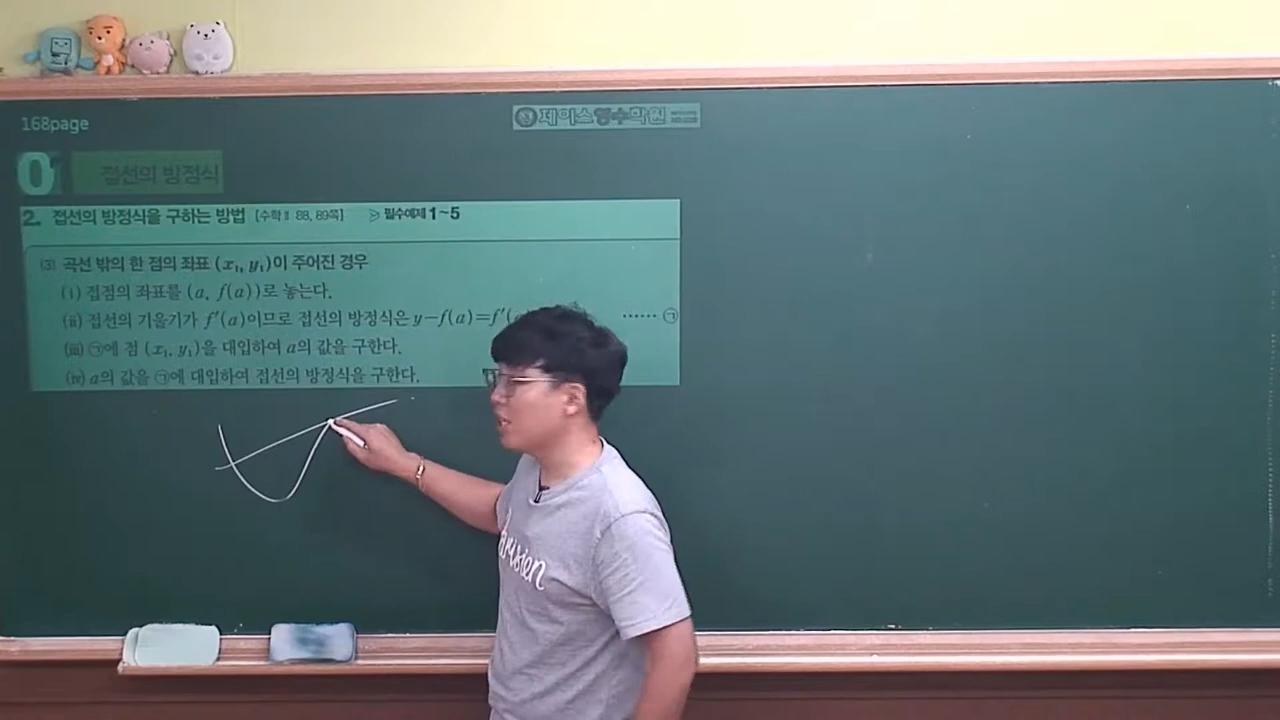 168page
제이스영수학원
01 접선의 방정식
2. 접선의 방정식을 구하는 방법 [수학 II 88, 89쪽] ≫ 필수예제 1~5
(3) 곡선 밖의 한 점의 좌표 (x₁, y₁)이 주어진 경우
(i) 접점의 좌표를 (a, f(a))로 놓는다.
(ii) 접선의 기울기가 f′(a)이므로 접선의 방정식은 y-f(a)=f′( …… ㉠
(iii) ㉠에 점 (x₁, y₁)을 대입하여 a의 값을 구한다.
(iv) a의 값을 ㉠에 대입하여 접선의 방정식을 구한다.
arisien